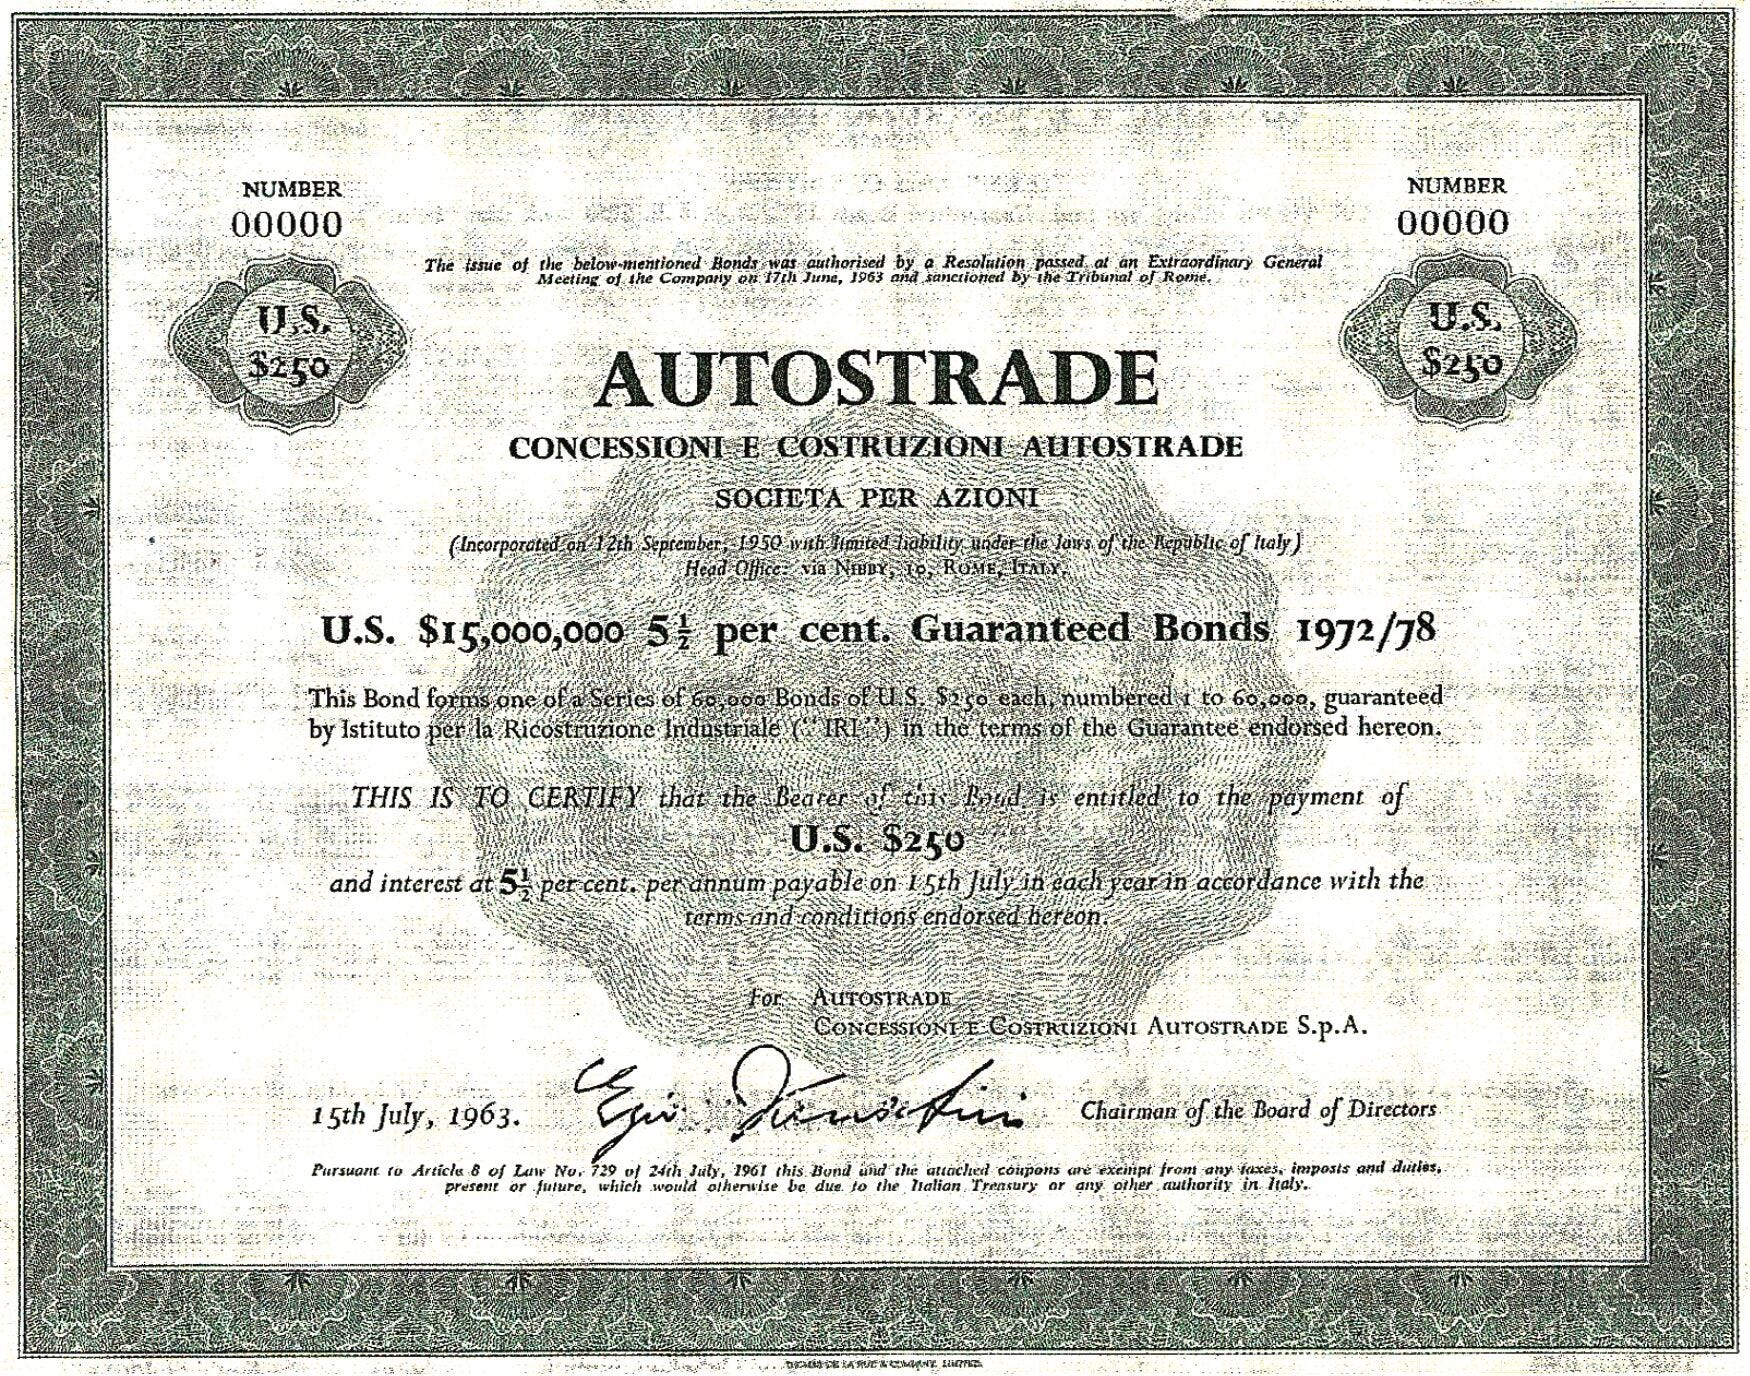 NUMBER
00000
NUMBER
00000
The issue of the below-mentioned Bonds was authorised by a Resolution passed at an Extraordinary General
Meeting of the Company on 17th June, 1963 and sanctioned by the Tribunal of Rome.
U.S.
$250
U.S.
$250
AUTOSTRADE
CONCESSIONI E COSTRUZIONI AUTOSTRADE
SOCIETA PER AZIONI
(Incorporated on 12th September, 1950 with limited liability under the laws of the Republic of Italy)
Head Office: VIA NIBBY, 10, ROME, ITALY.
U.S. $15,000,000 5½ per cent. Guaranteed Bonds 1972/78
This Bond forms one of a Series of 60,000 Bonds of U.S. $250 each, numbered 1 to 60,000, guaranteed
by Istituto per la Ricostruzione Industriale (“IRI”) in the terms of the Guarantee endorsed hereon.
THIS IS TO CERTIFY that the Bearer of this Bond is entitled to the payment of
U.S. $250
and interest at 5½ per cent. per annum payable on 15th July in each year in accordance with the
terms and conditions endorsed hereon.
For AUTOSTRADE
CONCESSIONI E COSTRUZIONI AUTOSTRADE S.p.A.
15th July, 1963.
Chairman of the Board of Directors
Pursuant to Article 8 of Law No. 729 of 24th July, 1961 this Bond and the attached coupons are exempt from any taxes, imposts and duties,
present or future, which would otherwise be due to the Italian Treasury or any other authority in Italy.
THOMAS DE LA RUE & COMPANY, LIMITED.